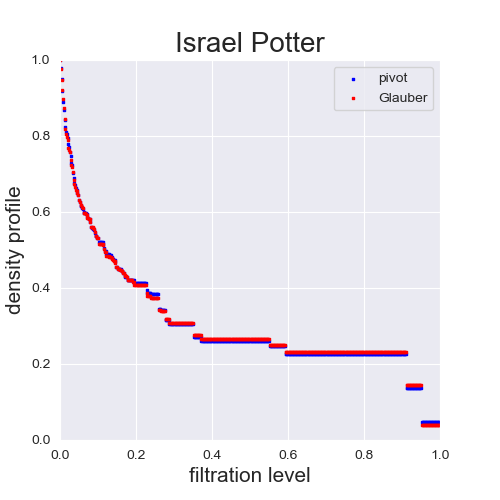 Israel Potter
pivot
Glauber
density profile
1.0
0.8
0.6
0.4
0.2
0.0
0.0 0.2 0.4 0.6 0.8 1.0
filtration level